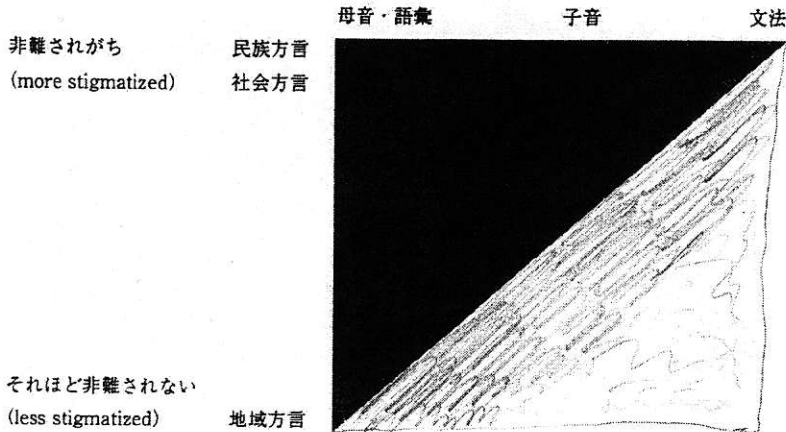 母音・語彙 子音 文法
非難されがち 民族方言
(more stigmatized) 社会方言
それほど非難されない
(less stigmatized) 地域方言